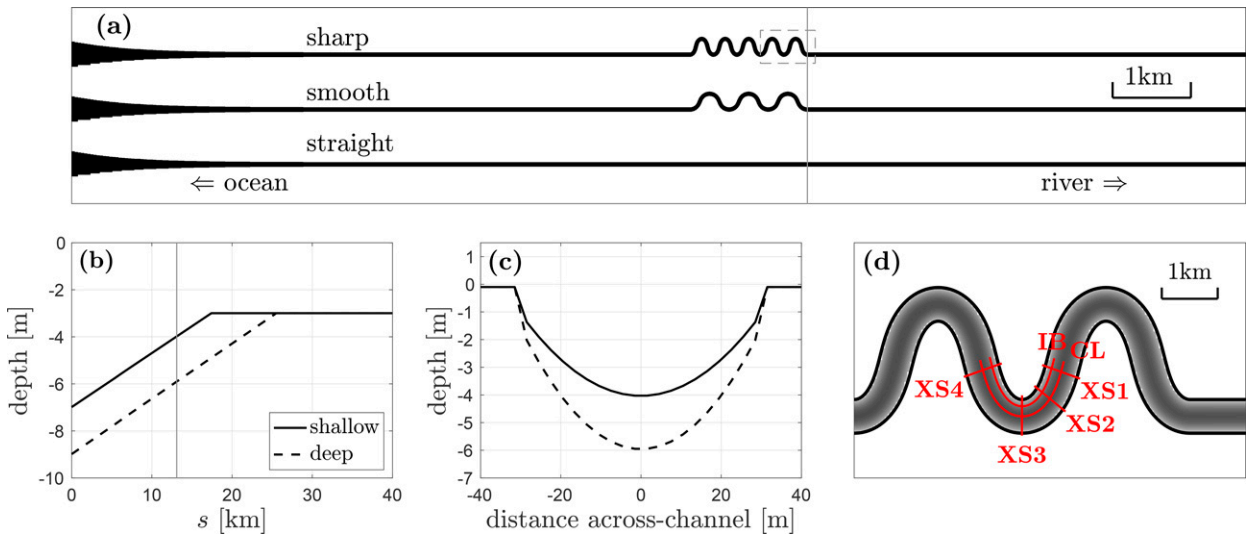 (a)
sharp
smooth
straight
1km
⇐ ocean
river ⇒
(b)
0
-2
-4
-6
-8
-10
depth [m]
0 10 20 30 40
s [km]
shallow
deep
(c)
1
0
-1
-2
-3
-4
-5
-6
-7
depth [m]
-40 -20 0 20 40
distance across-channel [m]
(d)
1km
IB CL
XS4
XS1
XS2
XS3